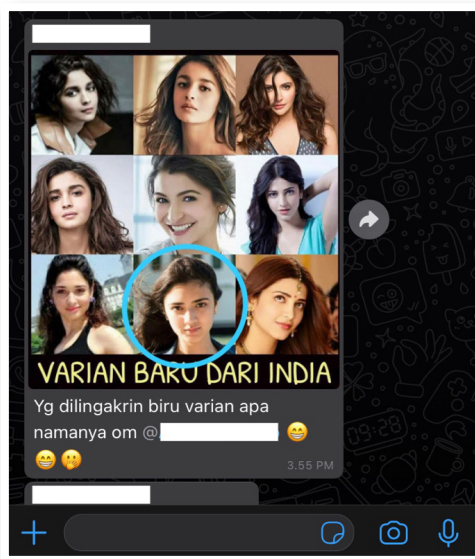 VARIAN BARU DARI INDIA
Yg dilingakrin biru varian apa
namanya om @
3.55 PM